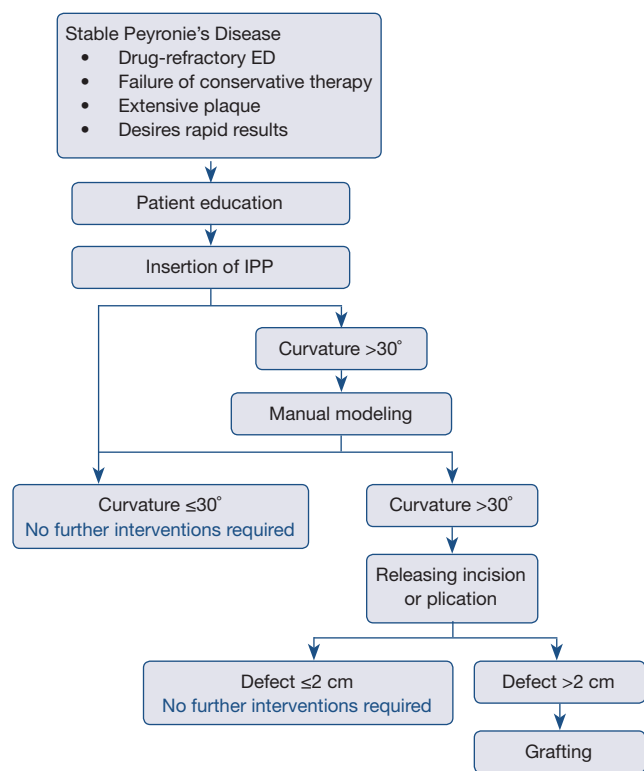 Stable Peyronie's Disease
• Drug-refractory ED
• Failure of conservative therapy
• Extensive plaque
• Desires rapid results
Patient education
Insertion of IPP
Curvature >30˚
Manual modeling
Curvature ≤30˚
No further interventions required
Curvature >30˚
Releasing incision
or plication
Defect ≤2 cm
No further interventions required
Defect >2 cm
Grafting